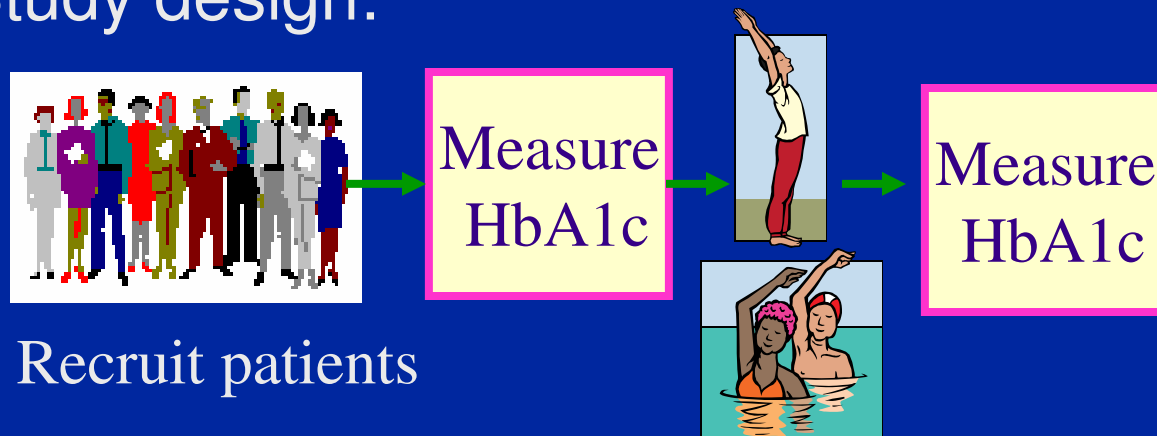 study design:
Measure
HbA1c
Measure
HbA1c
Recruit patients